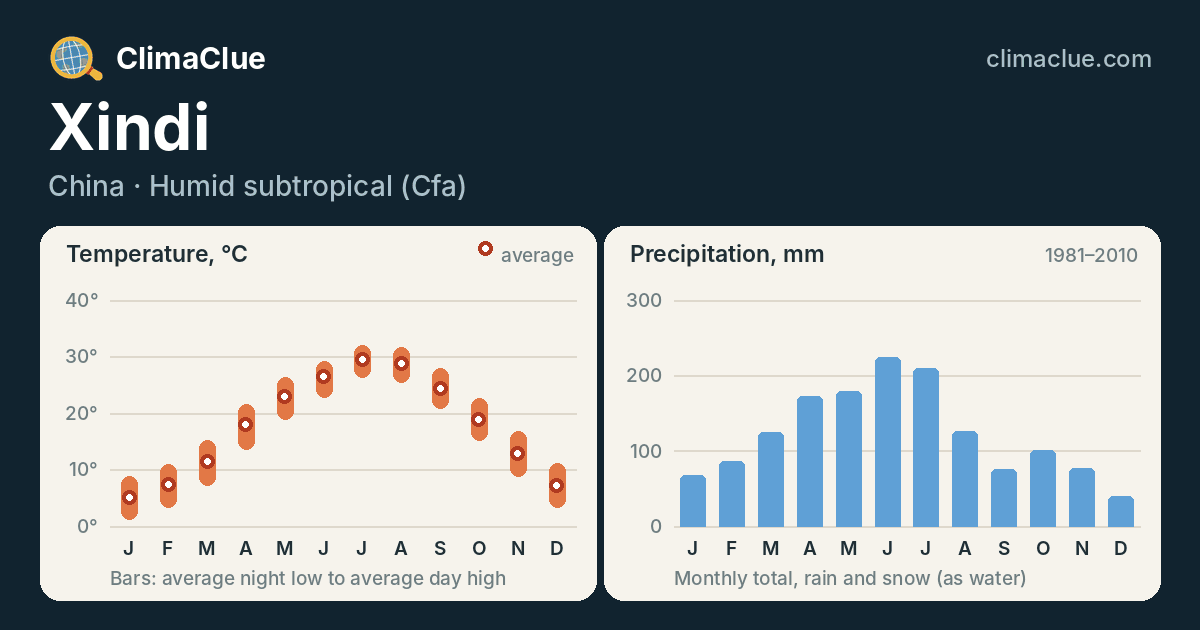 ClimaClue
climaclue.com
Xindi
China · Humid subtropical (Cfa)
Temperature, °C
average
40°
30°
20°
10°
0°
J F M A M J J A S O N D
Bars: average night low to average day high
Precipitation, mm
1981–2010
300
200
100
0
J F M A M J J A S O N D
Monthly total, rain and snow (as water)